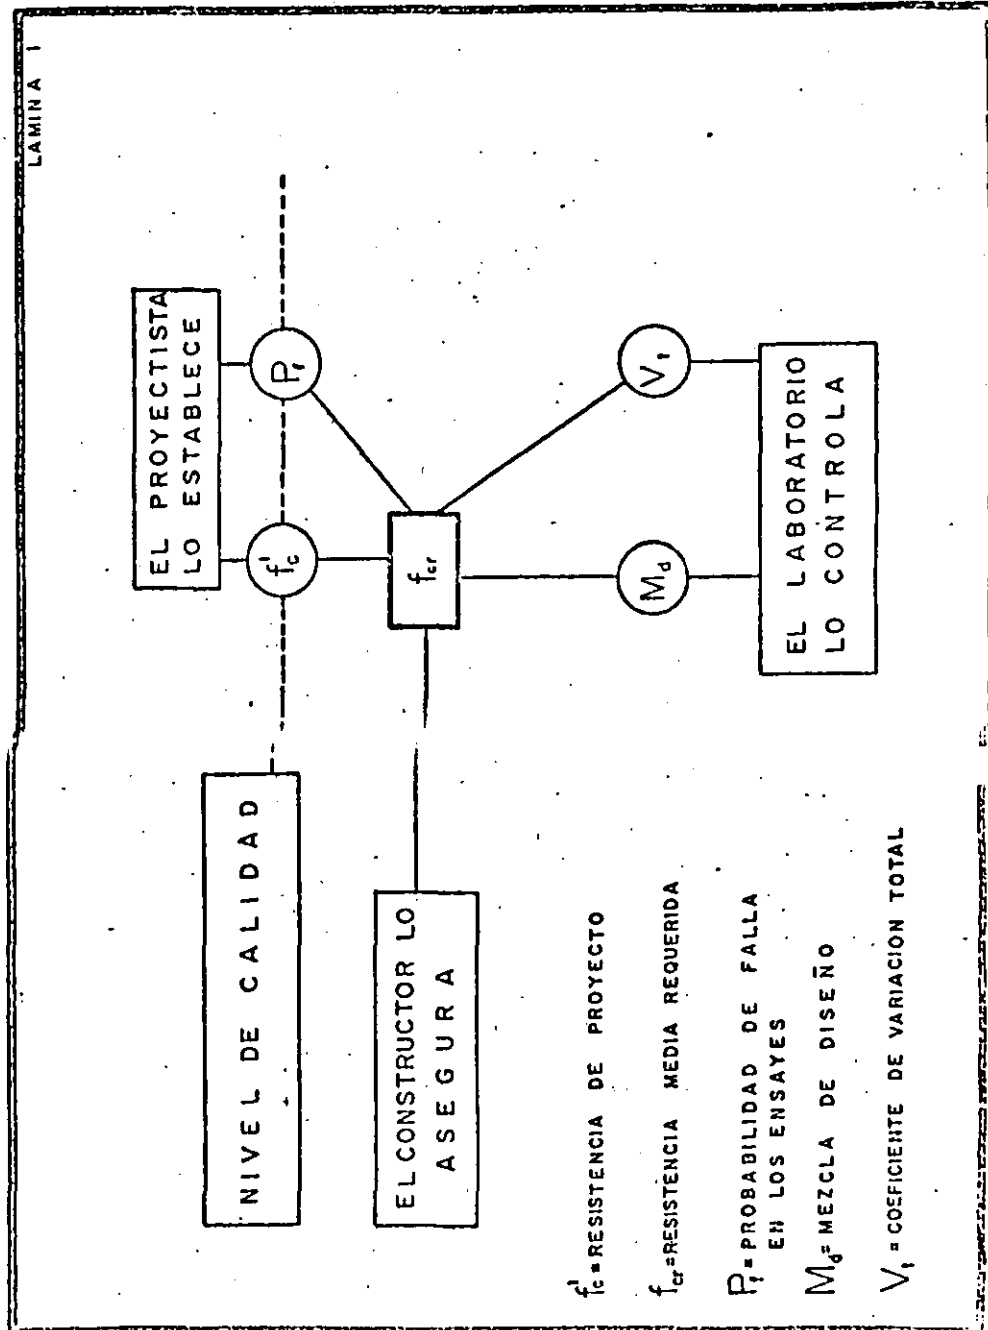 LAMINA 1
EL PROYECTISTA
LO ESTABLECE
NIVEL DE CALIDAD
f'c
Pf
EL CONSTRUCTOR LO
ASEGURA
fcr
Md
Vt
EL LABORATORIO
LO CONTROLA
f'c=RESISTENCIA DE PROYECTO
fcr=RESISTENCIA MEDIA REQUERIDA
Pf=PROBABILIDAD DE FALLA
EN LOS ENSAYES
Md=MEZCLA DE DISEÑO
Vt=COEFICIENTE DE VARIACION TOTAL